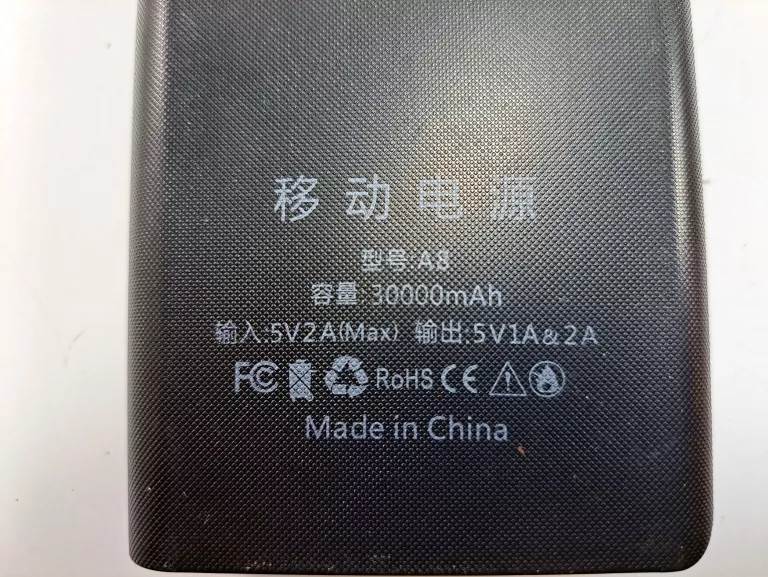 移动电源
型号:A8
容量:30000mAh
输入:5V2A(Max) 输出:5V1A&2A
FC RoHS CE
Made in China